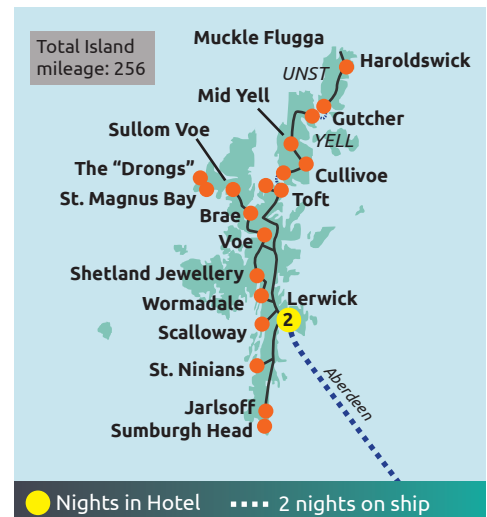 Total Island
mileage: 256
Muckle Flugga
Haroldswick
UNST
Mid Yell
Gutcher
Sullom Voe
YELL
The “Drongs”
Cullivoe
St. Magnus Bay
Toft
Brae
Voe
Shetland Jewellery
Lerwick
Wormadale
2
Scalloway
St. Ninians
Aberdeen
Jarlsoff
Sumburgh Head
Nights in Hotel
2 nights on ship